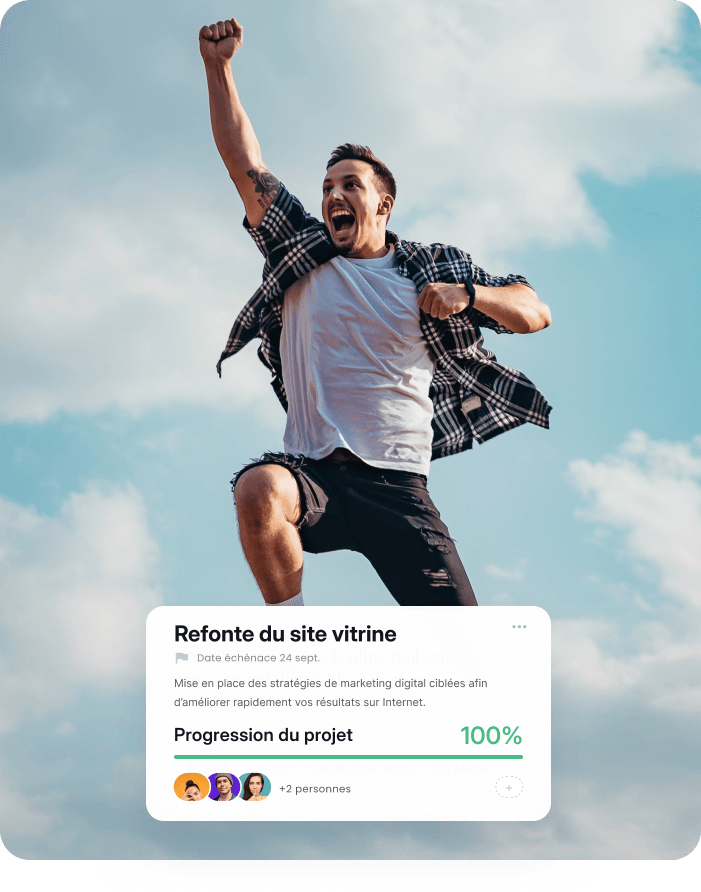 Refonte du site vitrine
Date échénace 24 sept.
Mise en place des stratégies de marketing digital ciblées afin
d'améliorer rapidement vos résultats sur Internet.
Progression du projet
100%
+2 personnes
+